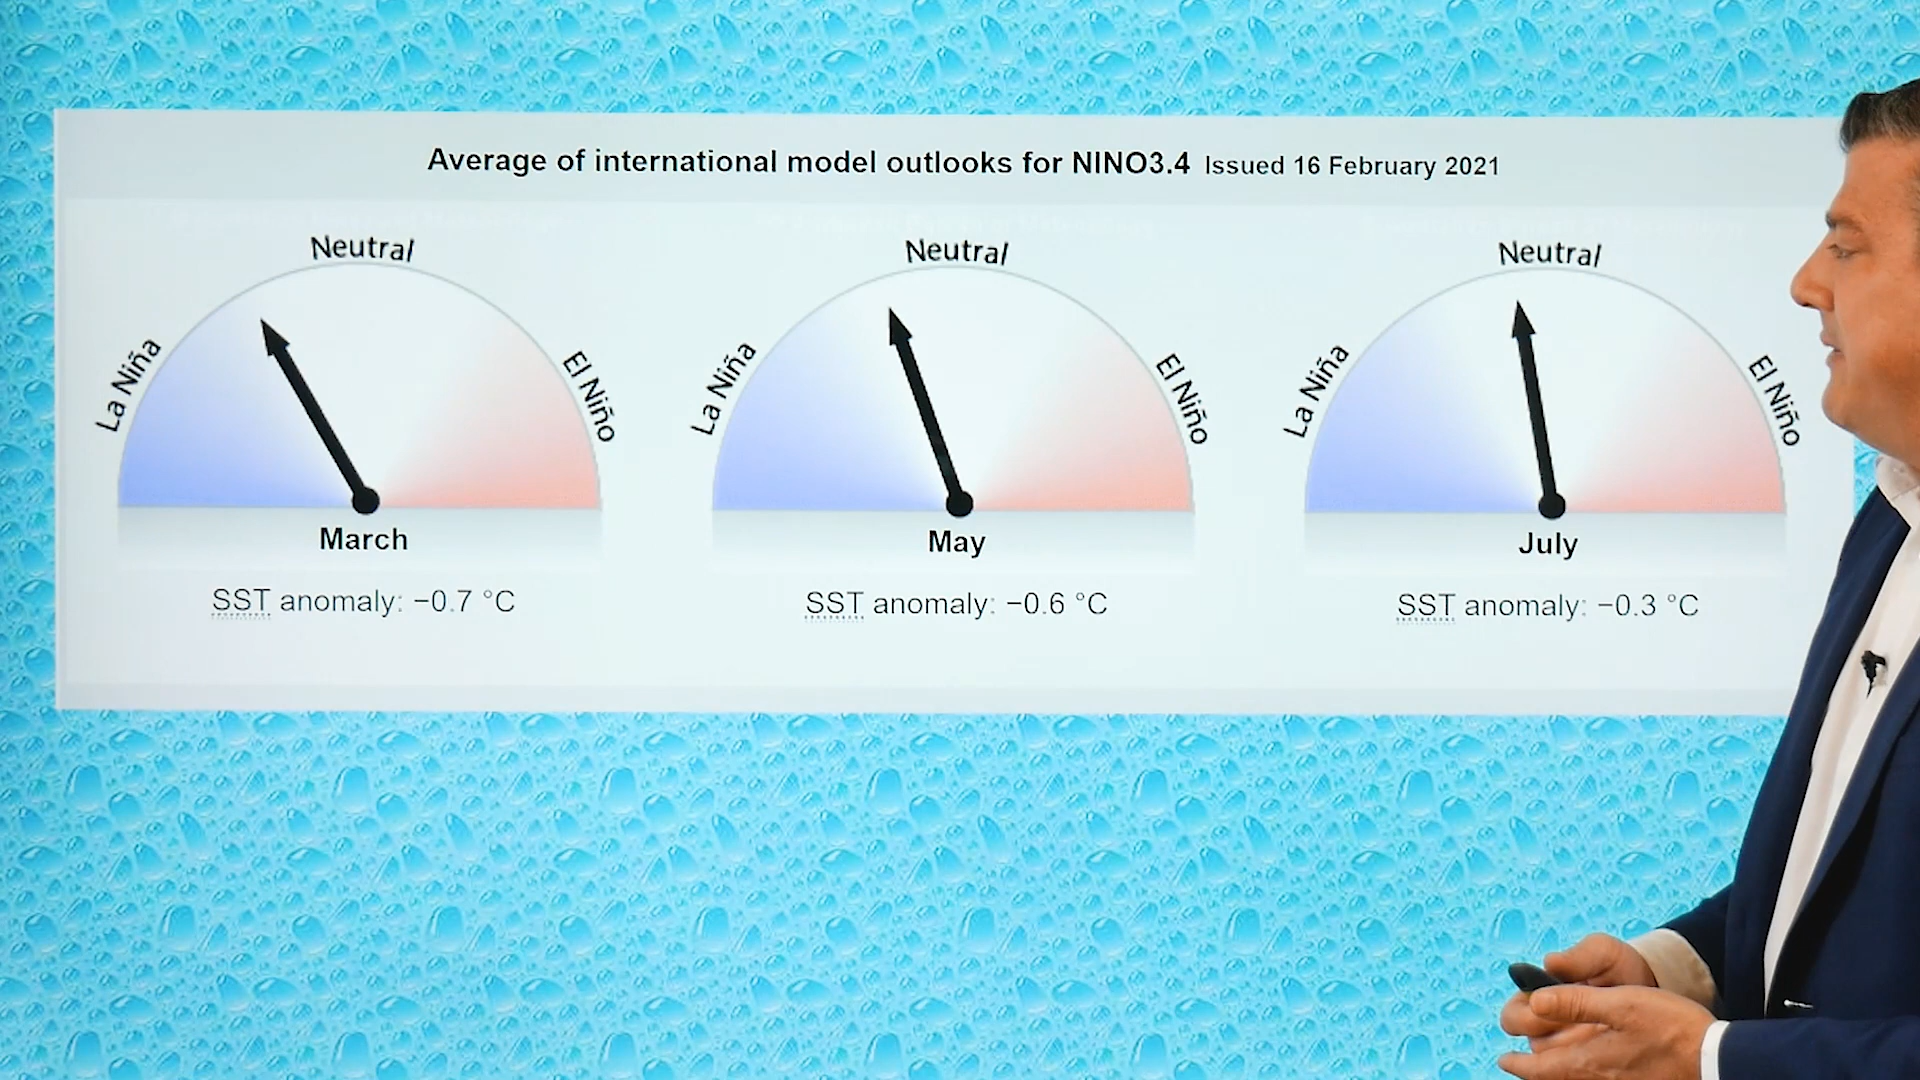 Average of international model outlooks for NINO3.4 Issued 16 February 2021
Neutral
La Niña
El Niño
March
SST anomaly: −0.7 °C
Neutral
La Niña
El Niño
May
SST anomaly: −0.6 °C
Neutral
La Niña
El Niño
July
SST anomaly: −0.3 °C